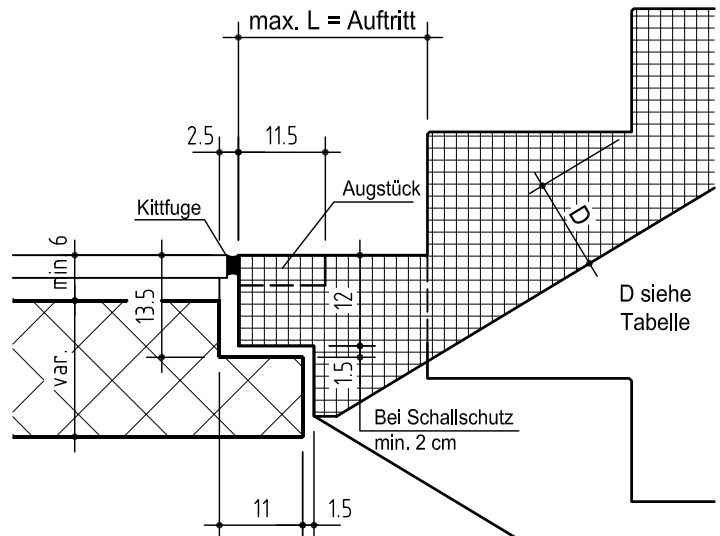 max. L = Auftritt
2.5
11.5
Augstück
Kittfuge
min. 6
13.5
12
D
D siehe
Tabelle
var.
1.5
Bei Schallschutz
min. 2 cm
11
1.5